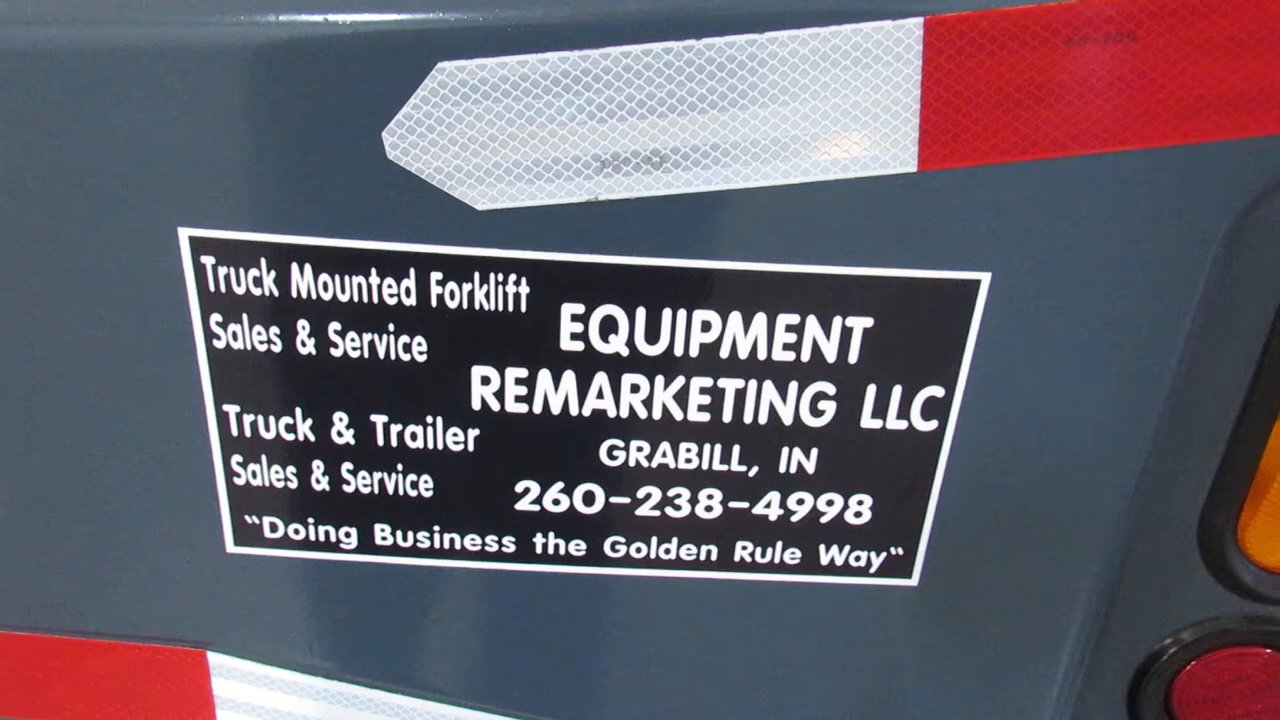 Truck Mounted Forklift
Sales & Service
Truck & Trailer
Sales & Service
EQUIPMENT
REMARKETING LLC
GRABILL, IN
260-238-4998
"Doing Business the Golden Rule Way"